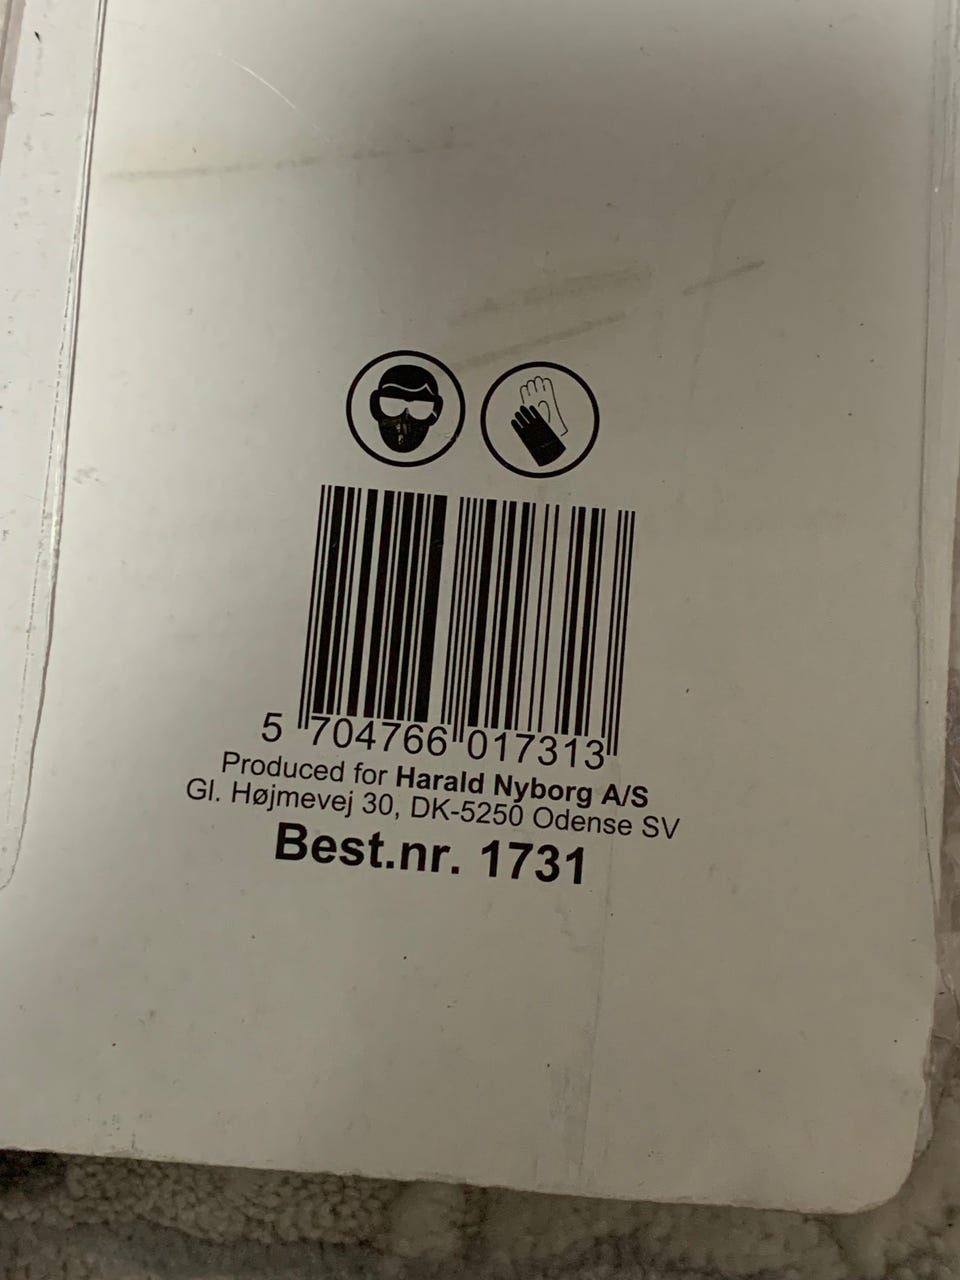 5 704766 017313
Produced for Harald Nyborg A/S
Gl. Højmevej 30, DK-5250 Odense SV
Best.nr. 1731